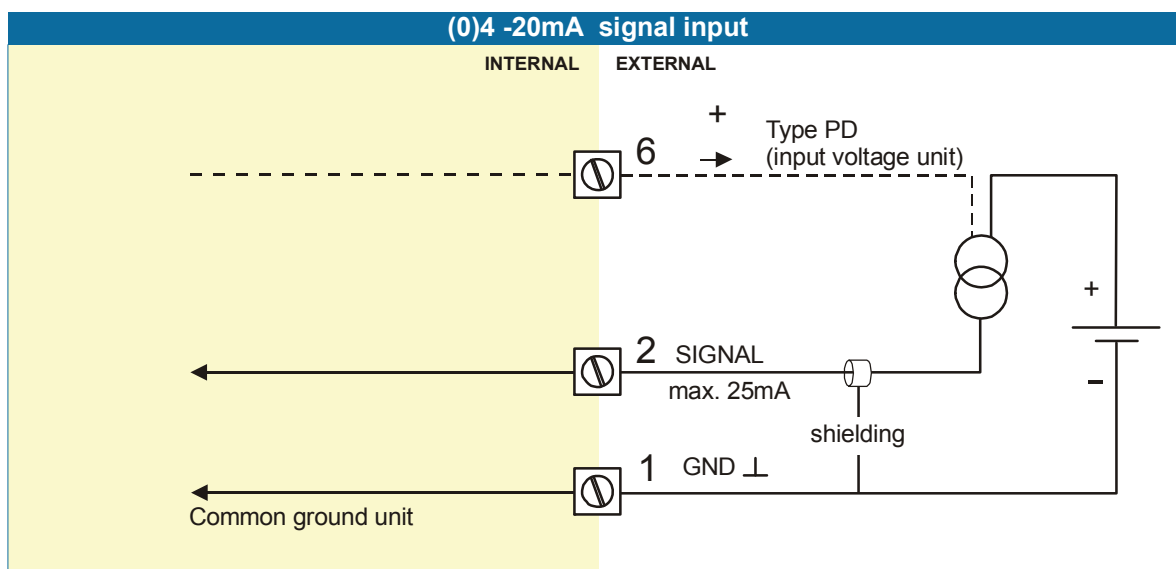 (0)4 -20mA signal input
INTERNAL EXTERNAL
+
Type PD
6
(input voltage unit)
+
2 SIGNAL
max. 25mA
-
shielding
1 GND ⊥
Common ground unit